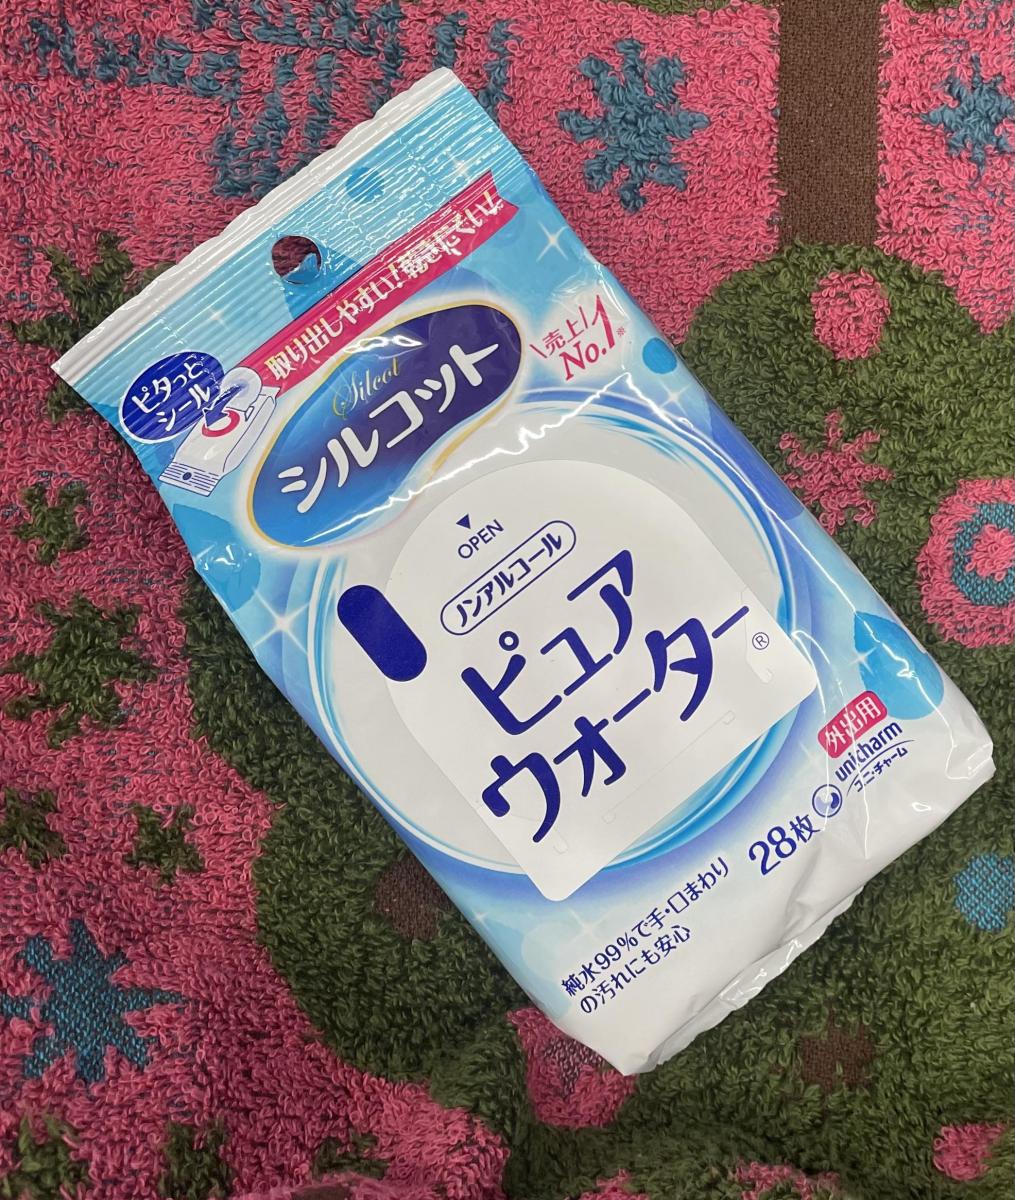 取り出しやすい!乾きにくい!
ピタっと
シール
Silcot
シルコット
売上
No.1※
OPEN
ノンアルコール
ピュア
ウォーター®
外出用
unicharm
ユニ・チャーム
28枚
純水99%で手・口まわり
の汚れにも安心